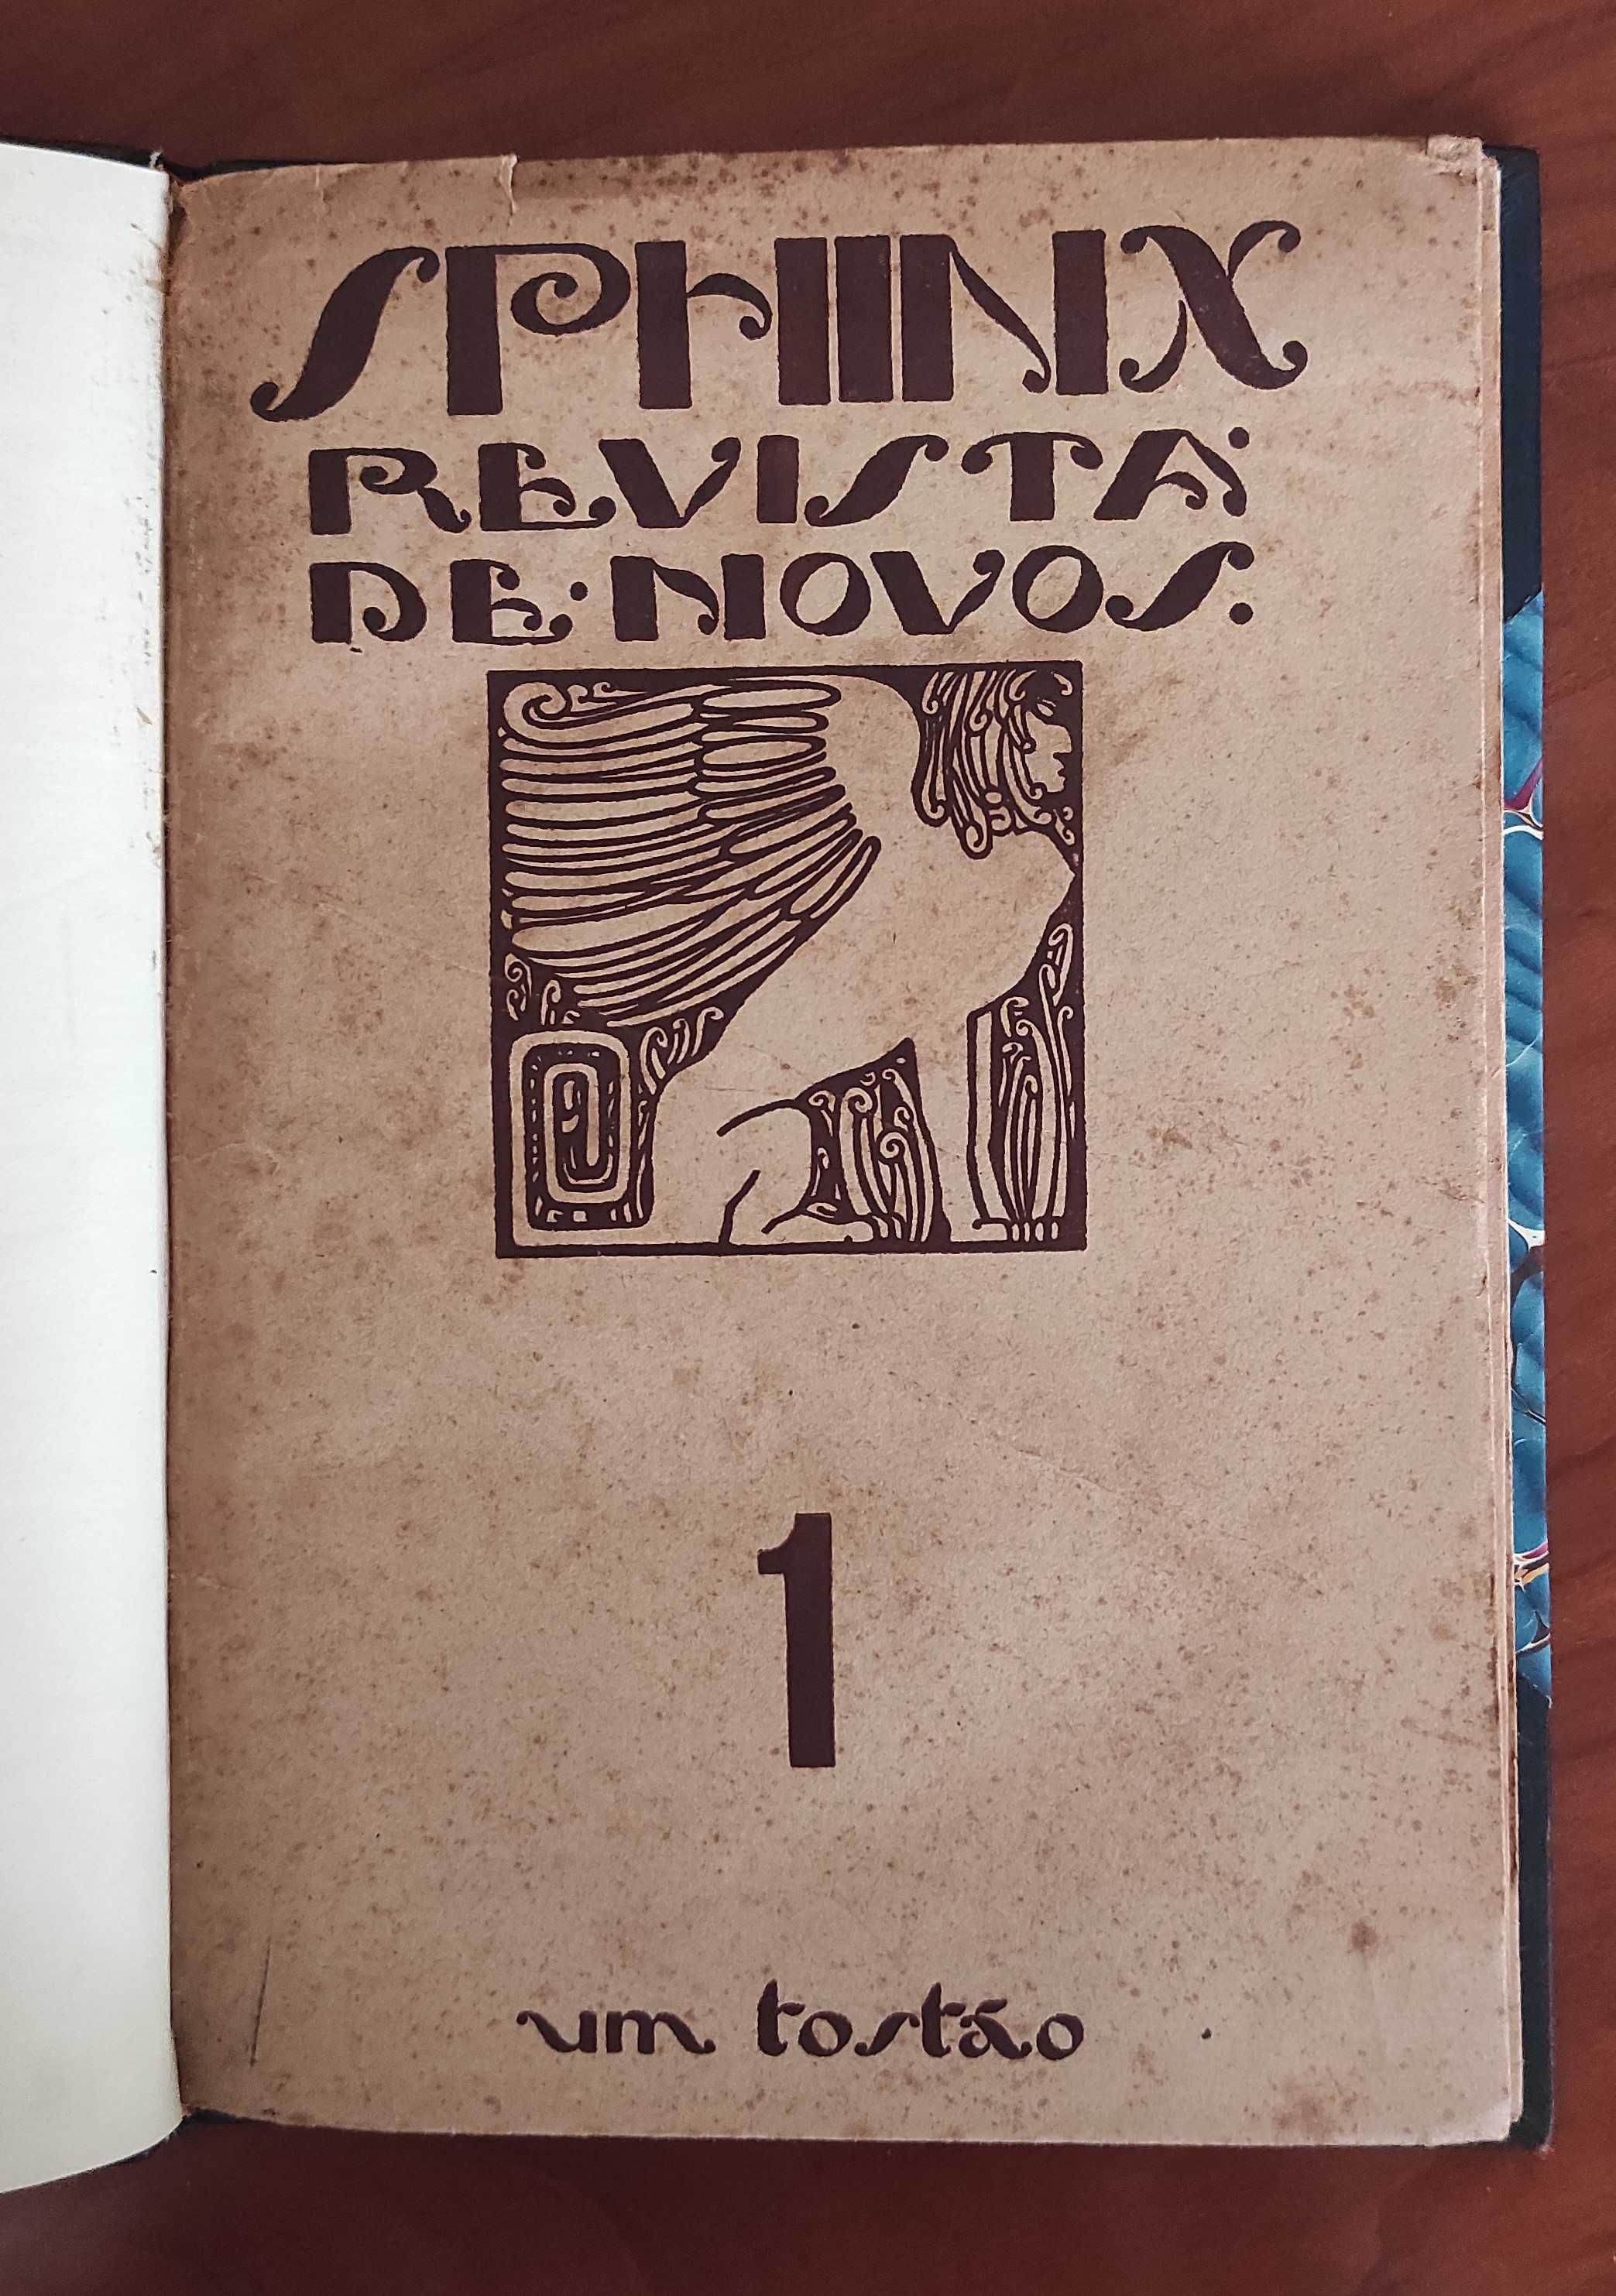 SPHINX
REVISTA:
DE·NOVOS.
1
um tostão